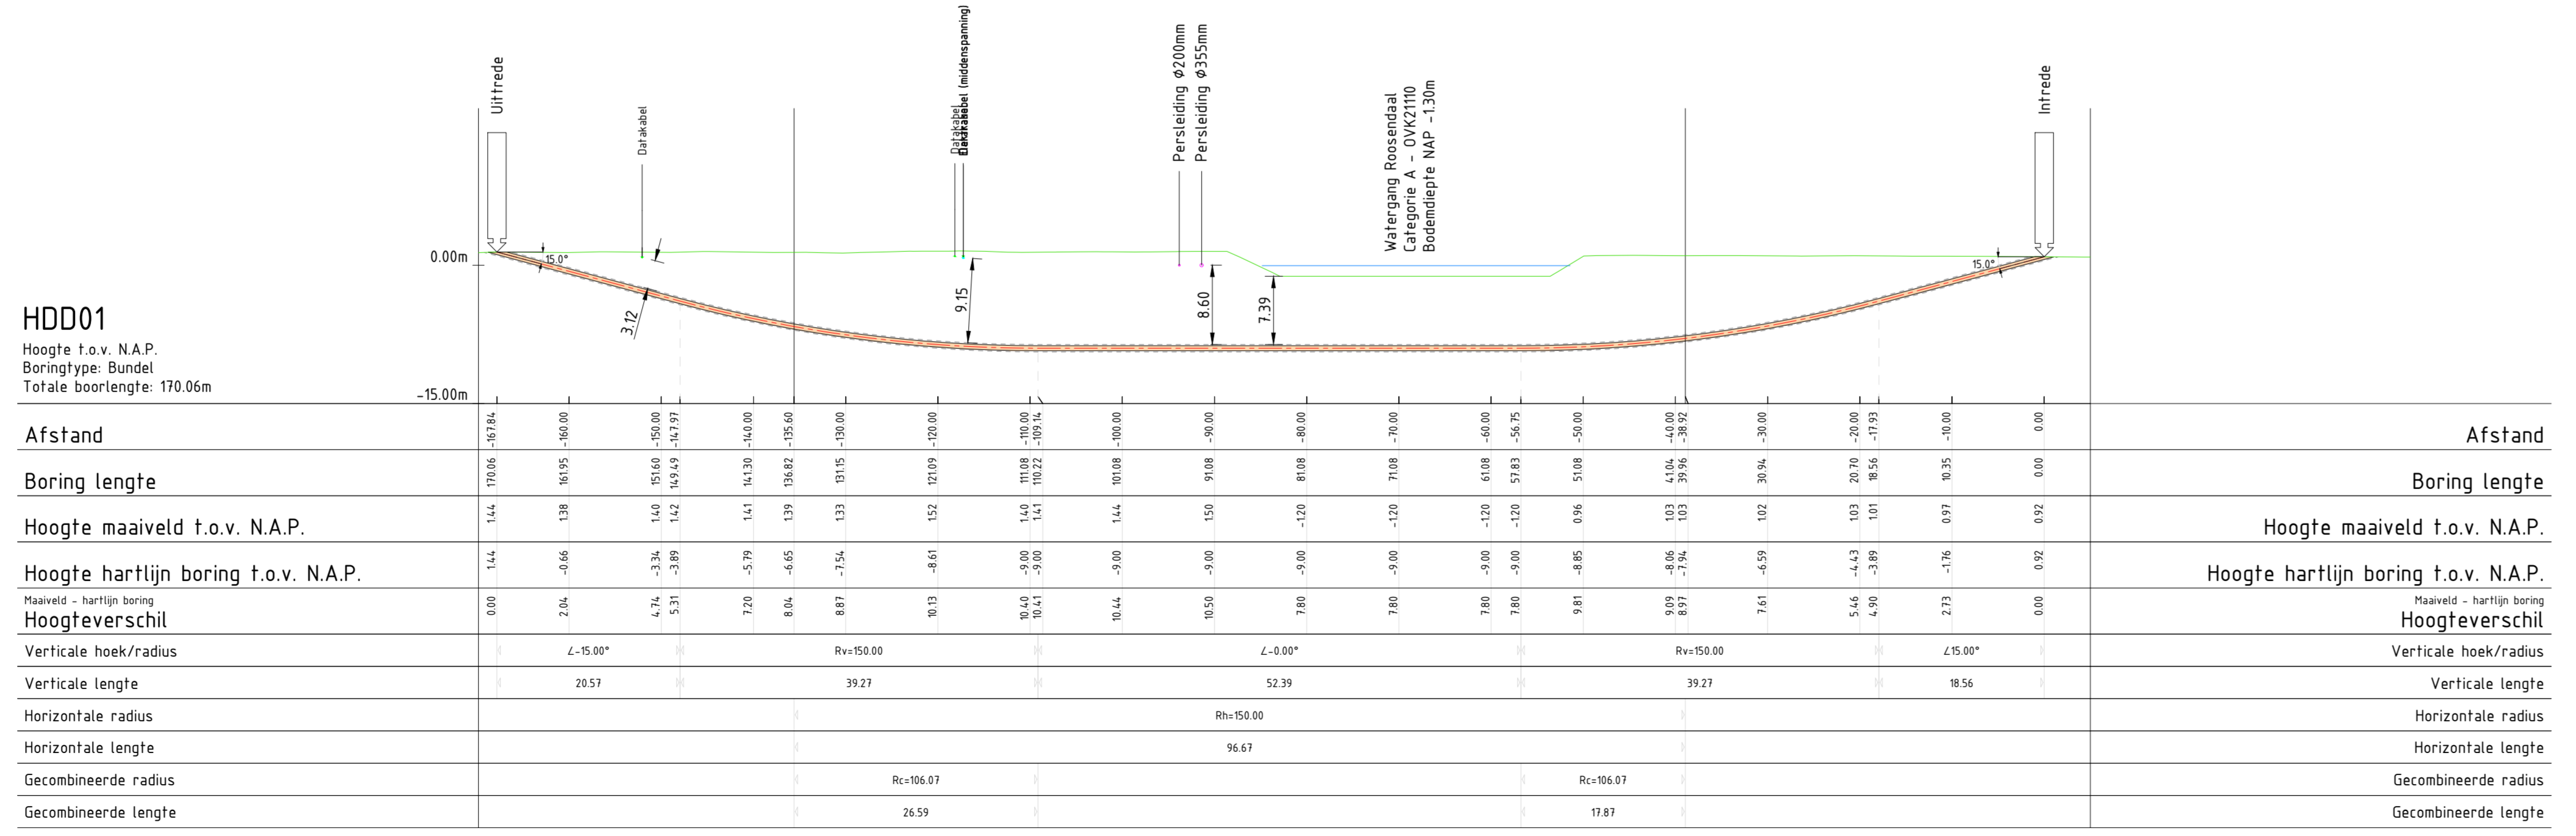 Uittrede
Datakabel
Datakabel
(middenspanning)
Persleiding Ø200mm
Persleiding Ø355mm
Watergang Roosendaal
Categorie A - OVK21110
Bodemdiepte NAP -1.30m
Intrede
0.00m
15.0°
15.0°
3.12
9.15
8.60
7.39
HDD01
Hoogte t.o.v. N.A.P.
Boringtype: Bundel
Totale boorlengte: 170.06m
-15.00m
Afstand -167.84 -160.00 -150.00 -147.97 -140.00 -135.60 -130.00 -120.00 -110.00 -109.14 -100.00 -90.00 -80.00 -70.00 -60.00 -56.75 -50.00 -40.00 -38.92 -30.00 -20.00 -17.93 -10.00 0.00 Afstand
Boring lengte 170.06 161.95 151.60 149.49 141.30 136.82 131.15 121.09 111.08 110.22 101.08 91.08 81.08 71.08 61.08 57.83 51.08 41.04 39.96 30.94 20.70 18.56 10.35 0.00 Boring lengte
Hoogte maaiveld t.o.v. N.A.P. 1.44 1.38 1.40 1.42 1.41 1.39 1.33 1.52 1.40 1.41 1.44 1.50 -1.20 -1.20 -1.20 -1.20 0.96 1.03 1.03 1.02 1.03 1.01 0.97 0.92 Hoogte maaiveld t.o.v. N.A.P.
Hoogte hartlijn boring t.o.v. N.A.P. 1.44 -0.66 -3.34 -3.89 -5.79 -6.65 -7.54 -8.61 -9.00 -9.00 -9.00 -9.00 -9.00 -9.00 -9.00 -9.00 -8.85 -8.06 -7.94 -6.59 -4.43 -3.89 -1.76 0.92 Hoogte hartlijn boring t.o.v. N.A.P.
Maaiveld - hartlijn boring Maaiveld - hartlijn boring
Hoogteverschil 0.00 2.04 4.74 5.31 7.20 8.04 8.87 10.13 10.40 10.41 10.44 10.50 7.80 7.80 7.80 7.80 9.81 9.09 8.97 7.61 5.46 4.90 2.73 0.00 Hoogteverschil
Verticale hoek/radius ∠-15.00° Rv=150.00 ∠-0.00° Rv=150.00 ∠15.00° Verticale hoek/radius
Verticale lengte 20.57 39.27 52.39 39.27 18.56 Verticale lengte
Horizontale radius Rh=150.00 Horizontale radius
Horizontale lengte 96.67 Horizontale lengte
Gecombineerde radius Rc=106.07 Rc=106.07 Gecombineerde radius
Gecombineerde lengte 26.59 17.87 Gecombineerde lengte